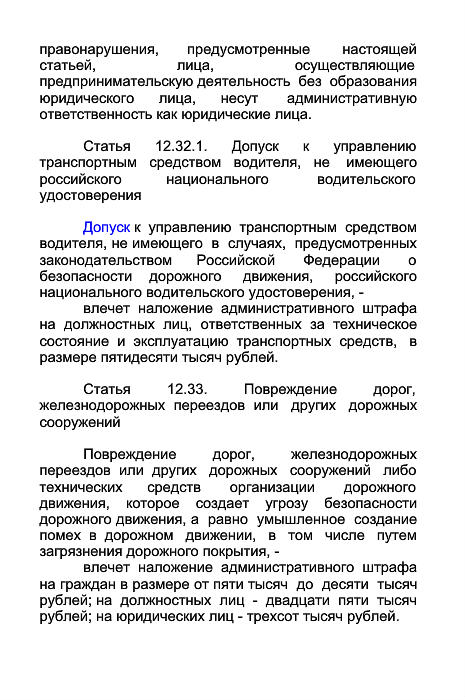 правонарушения, предусмотренные настоящей
статьей, лица, осуществляющие
предпринимательскую деятельность без образования
юридического лица, несут административную
ответственность как юридические лица.
Статья 12.32.1. Допуск к управлению
транспортным средством водителя, не имеющего
российского национального водительского
удостоверения
Допуск к управлению транспортным средством
водителя, не имеющего в случаях, предусмотренных
законодательством Российской Федерации о
безопасности дорожного движения, российского
национального водительского удостоверения, -
влечет наложение административного штрафа
на должностных лиц, ответственных за техническое
состояние и эксплуатацию транспортных средств, в
размере пятидесяти тысяч рублей.
Статья 12.33. Повреждение дорог,
железнодорожных переездов или других дорожных
сооружений
Повреждение дорог, железнодорожных
переездов или других дорожных сооружений либо
технических средств организации дорожного
движения, которое создает угрозу безопасности
дорожного движения, а равно умышленное создание
помех в дорожном движении, в том числе путем
загрязнения дорожного покрытия, -
влечет наложение административного штрафа
на граждан в размере от пяти тысяч до десяти тысяч
рублей; на должностных лиц - двадцати пяти тысяч
рублей; на юридических лиц - трехсот тысяч рублей.